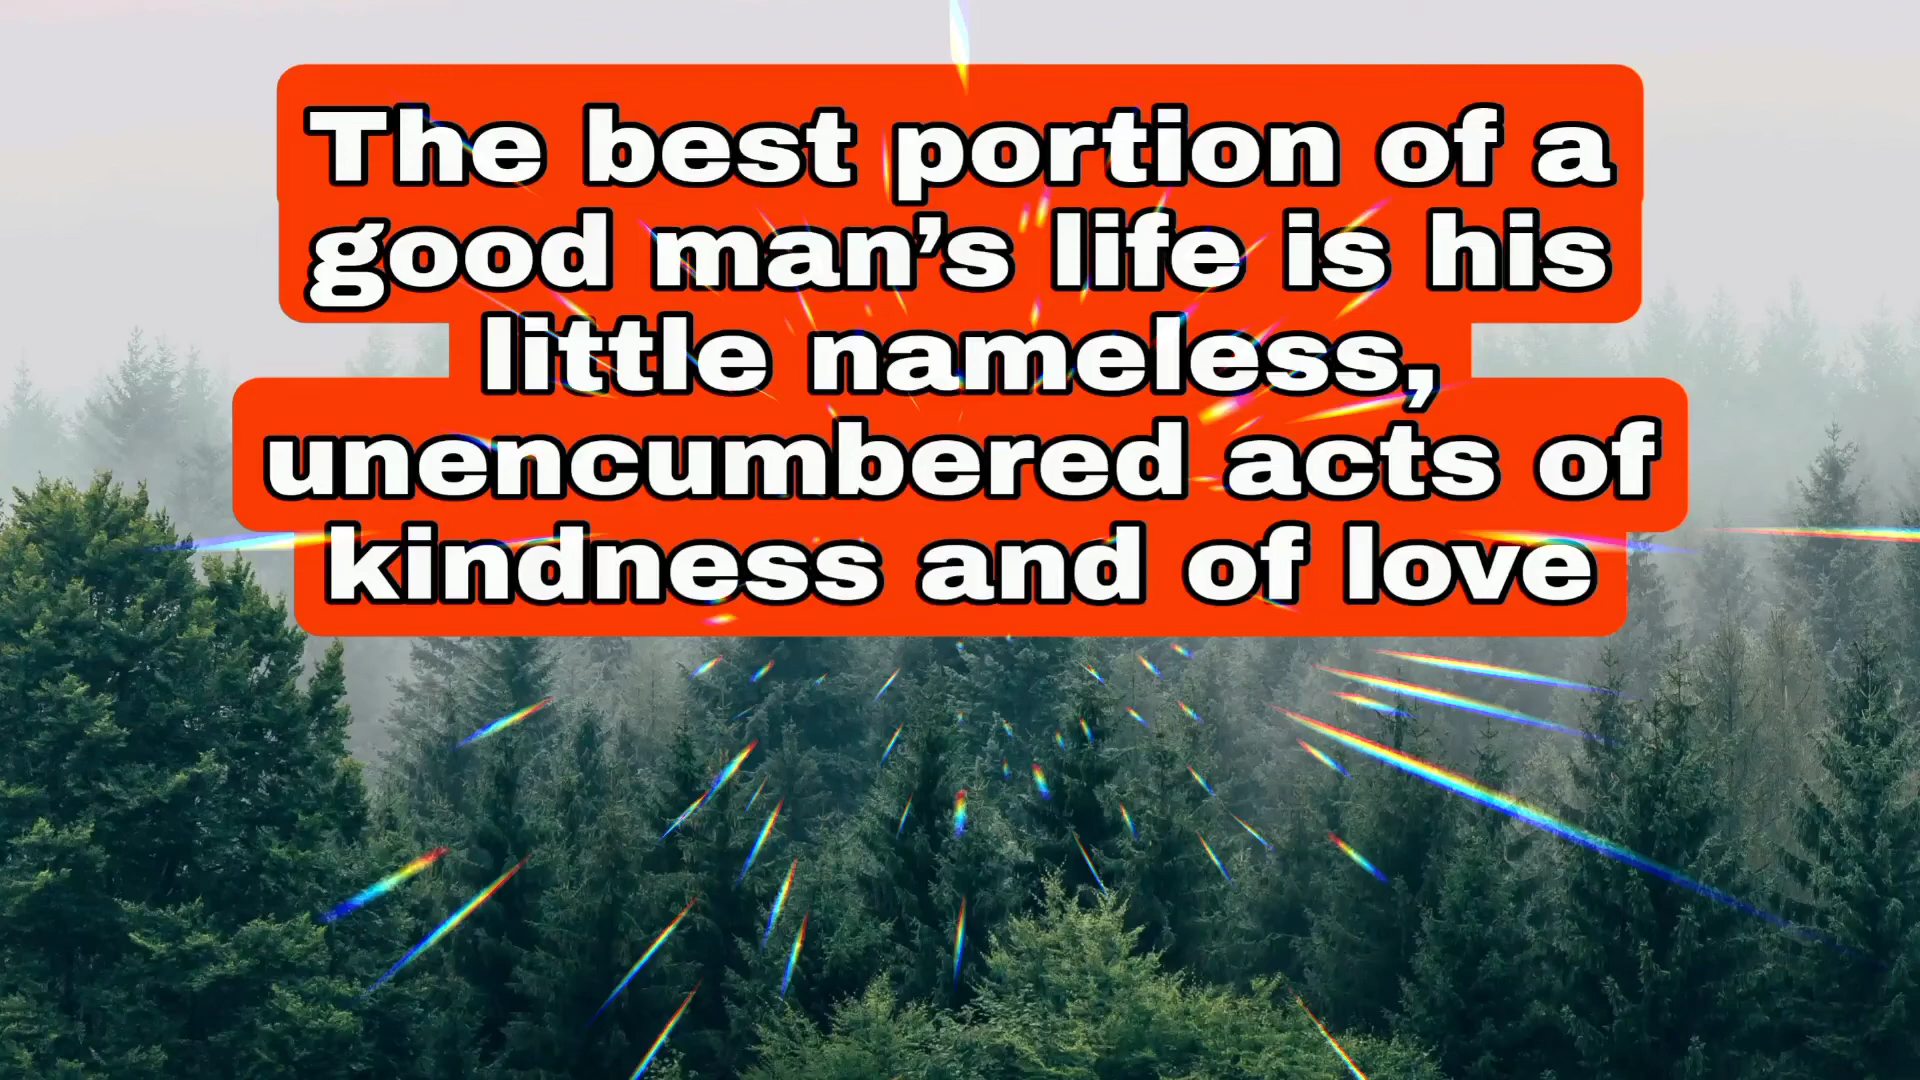 The best portion of a
good man’s life is his
little nameless,
unencumbered acts of
kindness and of love